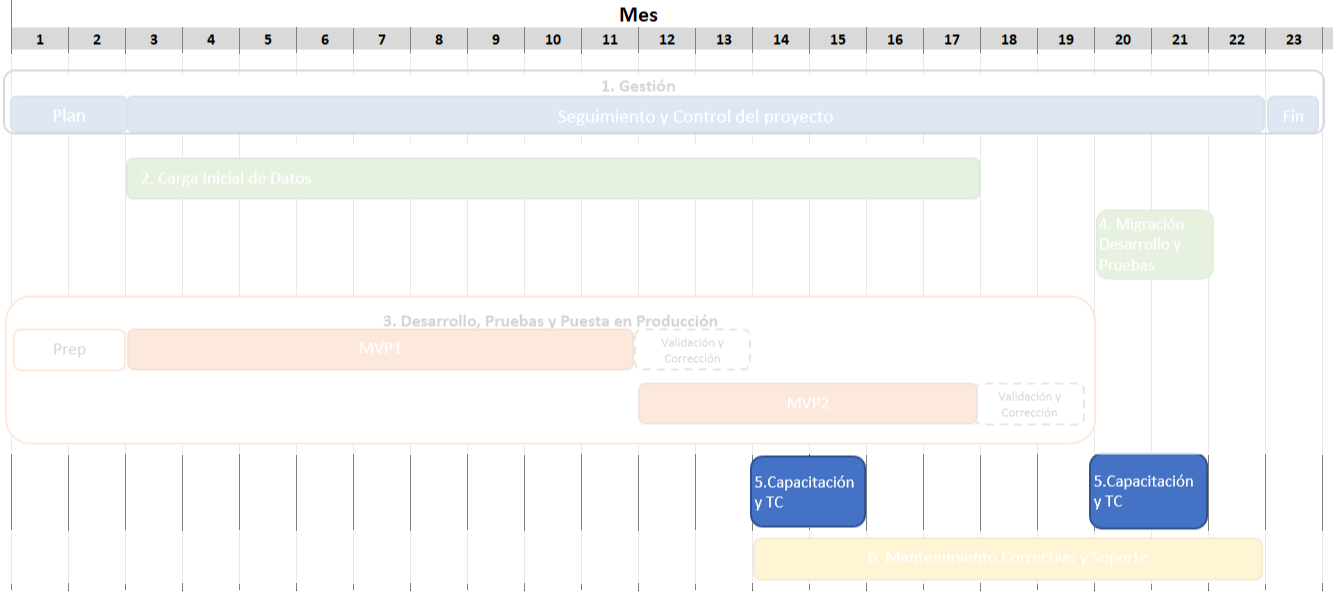 Mes
1 2 3 4 5 6 7 8 9 10 11 12 13 14 15 16 17 18 19 20 21 22 23
1. Gestión
Plan Seguimiento y Control del proyecto Fin
2. Carga Inicial de Datos
4. Migración
Desarrollo y
Pruebas
3. Desarrollo, Pruebas y Puesta en Producción
Prep MVP1
Validación y
Corrección
MVP2
Validación y
Corrección
5.Capacitación
y TC
5.Capacitación
y TC
6. Mantenimiento Correctivo y Soporte